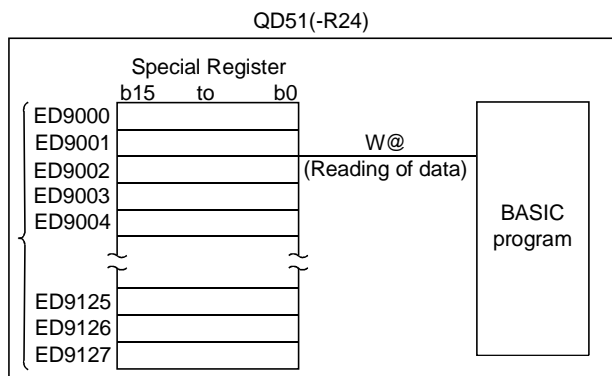 QD51(-R24)
Special Register
b15 to b0
ED9000
ED9001
ED9002
ED9003
ED9004
ED9125
ED9126
ED9127
W@
(Reading of data)
BASIC
program